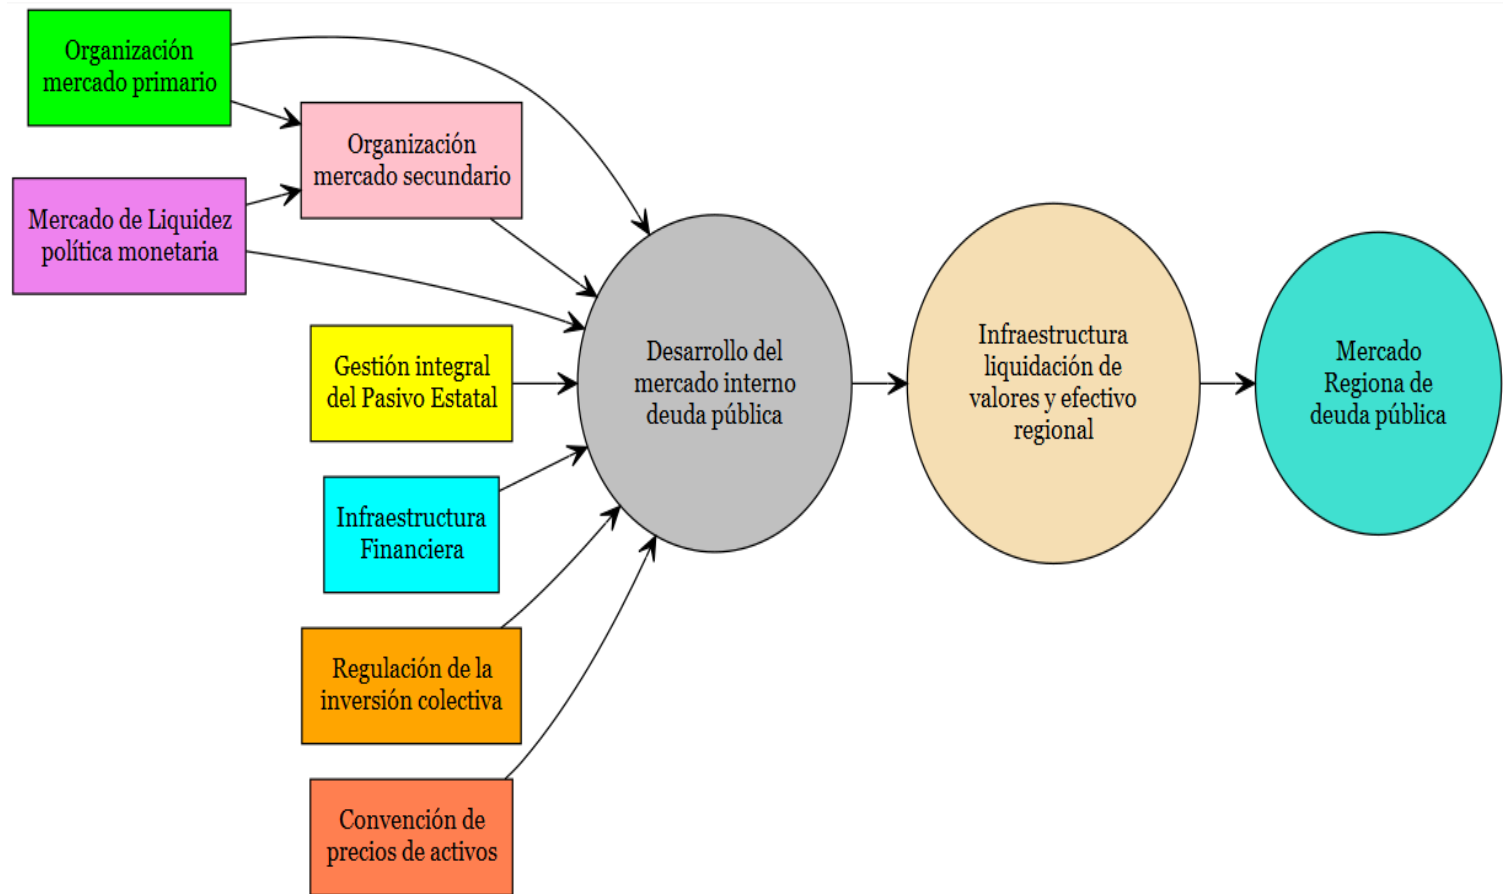 Organización
mercado primario
Organización
mercado secundario
Mercado de Liquidez
política monetaria
Gestión integral
del Pasivo Estatal
Infraestructura
Financiera
Regulación de la
inversión colectiva
Convención de
precios de activos
Desarrollo del
mercado interno
deuda pública
Infraestructura
liquidación de
valores y efectivo
regional
Mercado
Regiona de
deuda pública